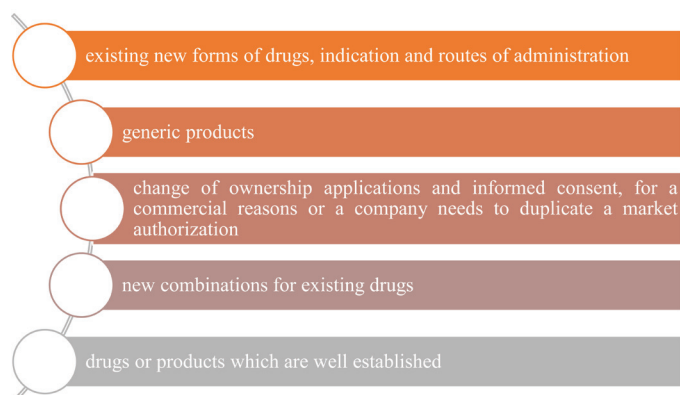 existing new forms of drugs, indication and routes of administration
generic products
change of ownership applications and informed consent, for a
commercial reasons or a company needs to duplicate a market
authorization
new combinations for existing drugs
drugs or products which are well established